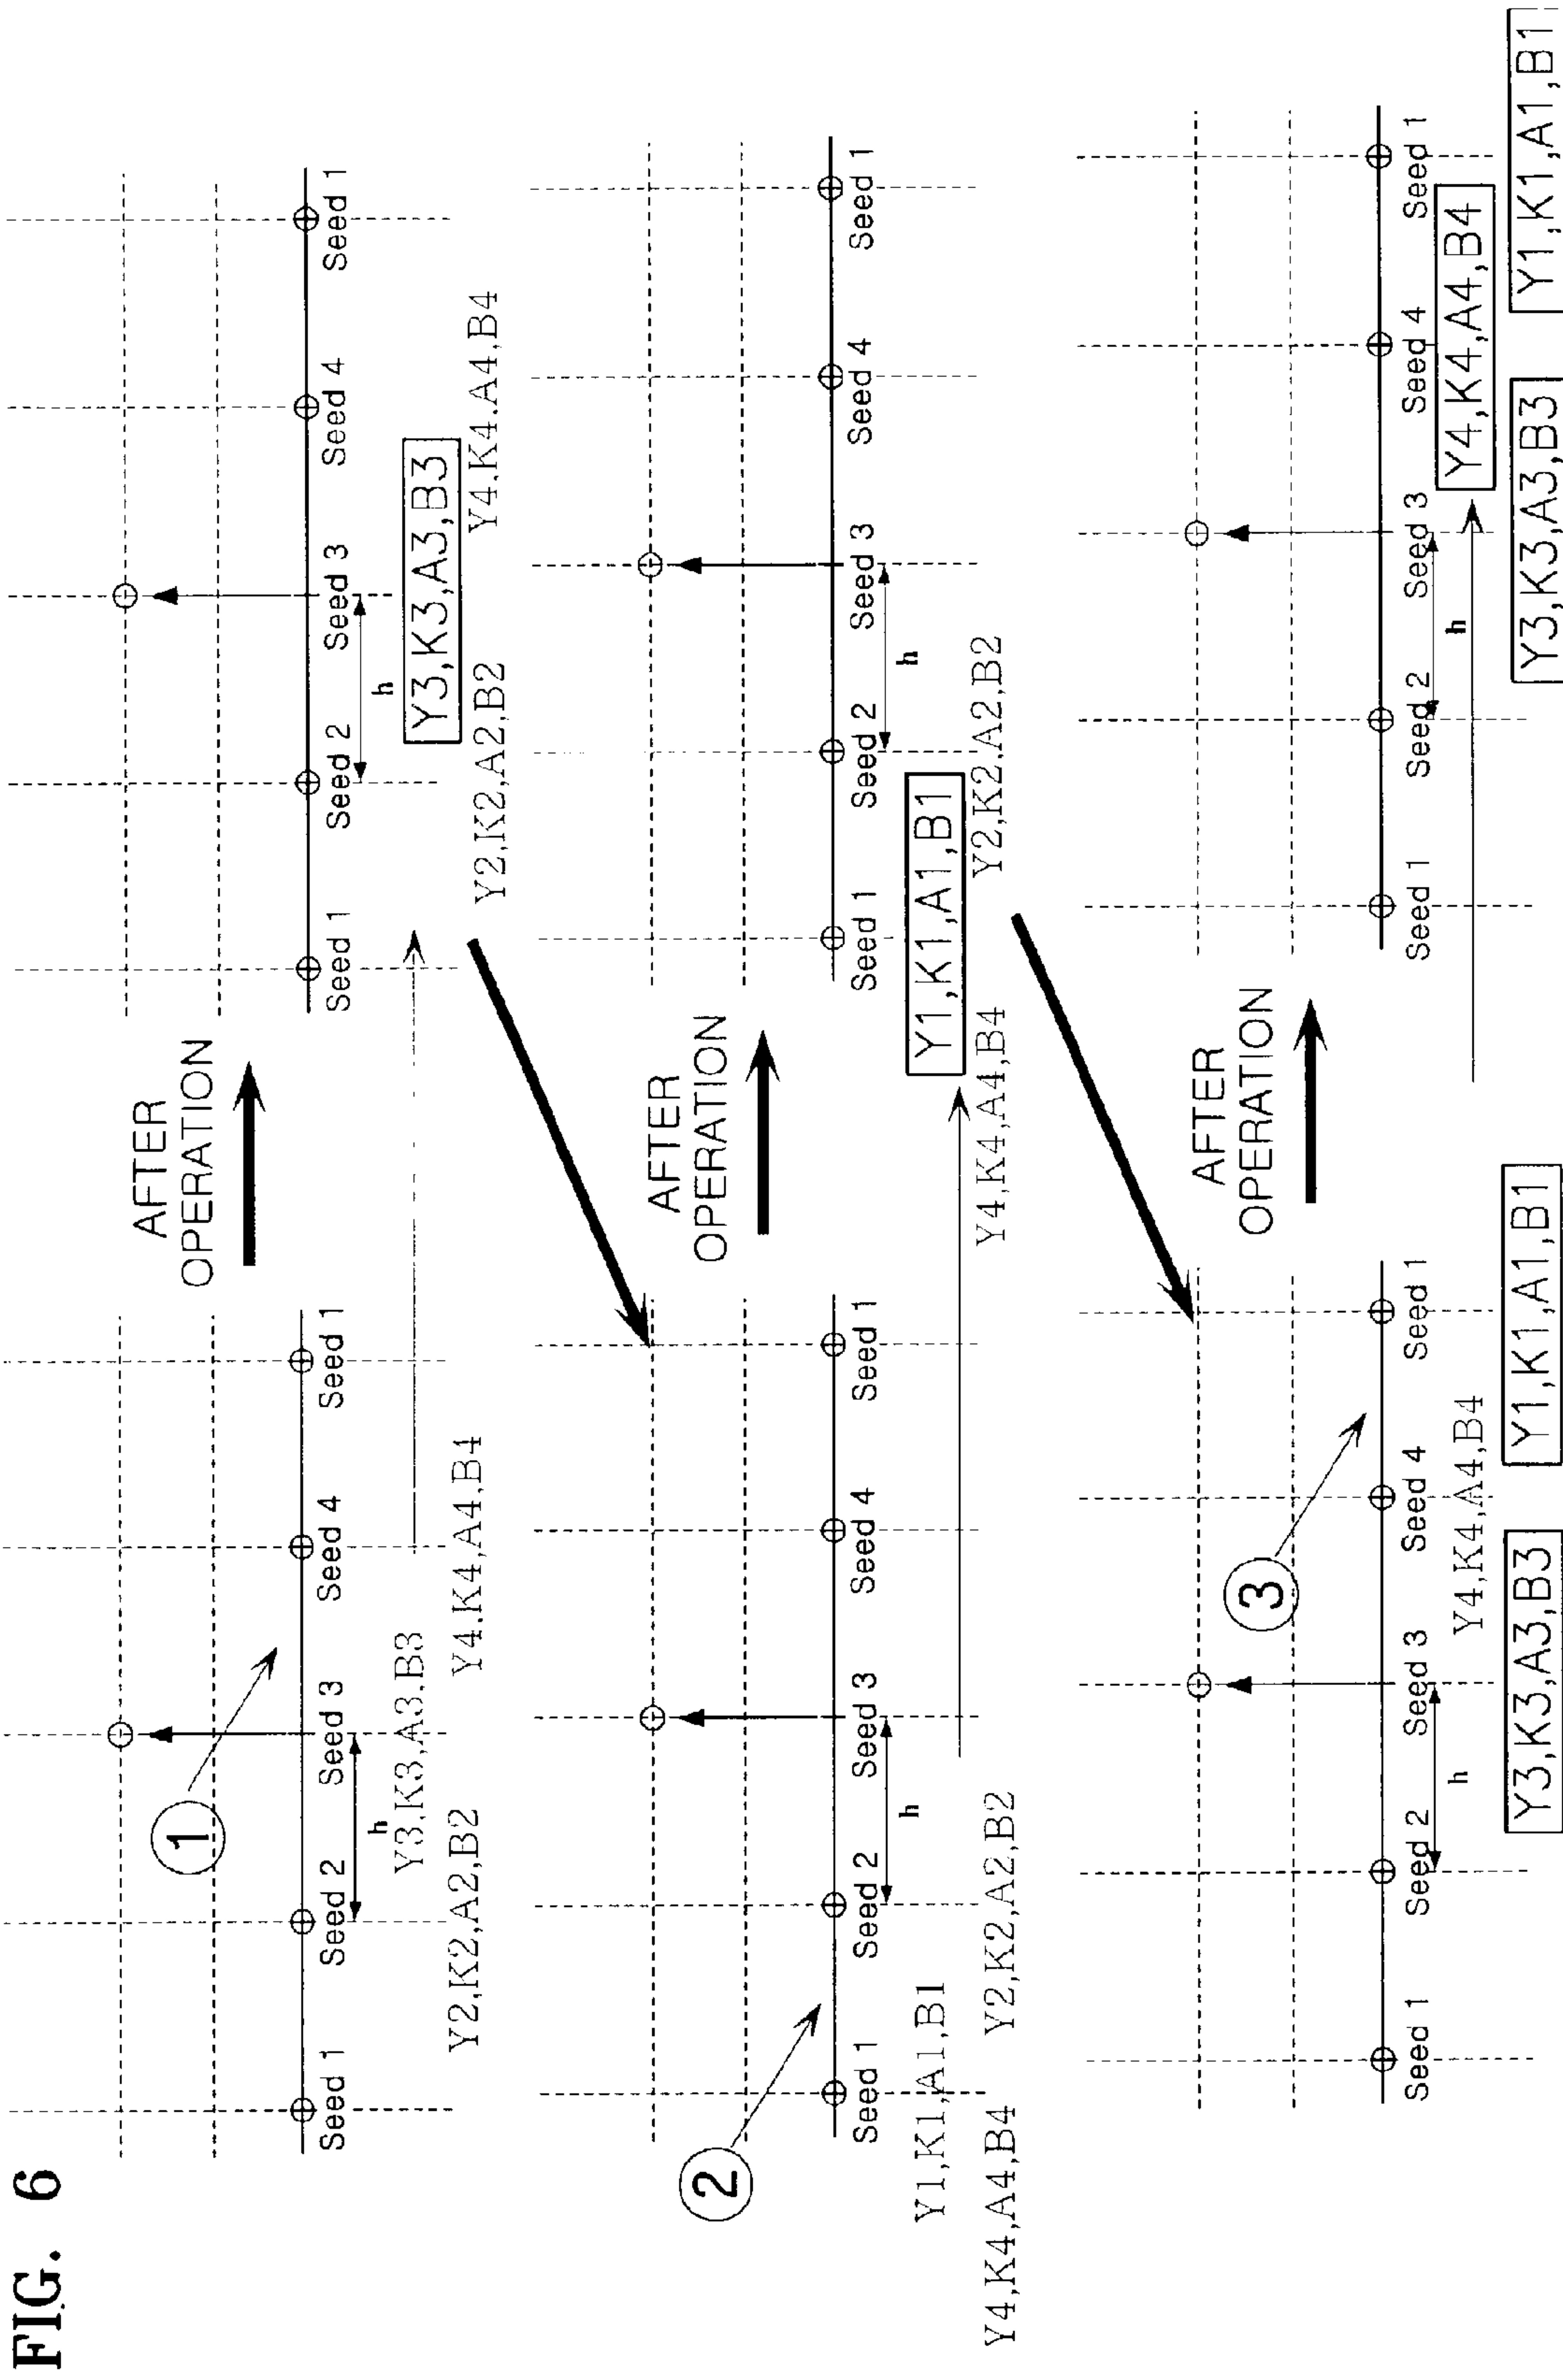 FIG. 6
1
Seed 1 Seed 2 Seed 3 Seed 4 Seed 1
h
Y3,K3,A3,B3
Y2,K2,A2,B2 Y4,K4,A4,B4
AFTER
OPERATION
Seed 1 Seed 2 Seed 3 Seed 4 Seed 1
h
Y3,K3,A3,B3
Y2,K2,A2,B2 Y4,K4,A4,B4
2
Seed 1 Seed 2 Seed 3 Seed 4 Seed 1
h
Y1,K1,A1,B1
Y4,K4,A4,B4 Y2,K2,A2,B2
AFTER
OPERATION
Seed 1 Seed 2 Seed 3 Seed 4 Seed 1
h
Y1,K1,A1,B1
Y4,K4,A4,B4 Y2,K2,A2,B2
3
Seed 1 Seed 2 Seed 3 Seed 4 Seed 1
h
Y4,K4,A4,B4
Y3,K3,A3,B3 Y1,K1,A1,B1
AFTER
OPERATION
Seed 1 Seed 2 Seed 3 Seed 4 Seed 1
h
Y4,K4,A4,B4
Y3,K3,A3,B3 Y1,K1,A1,B1